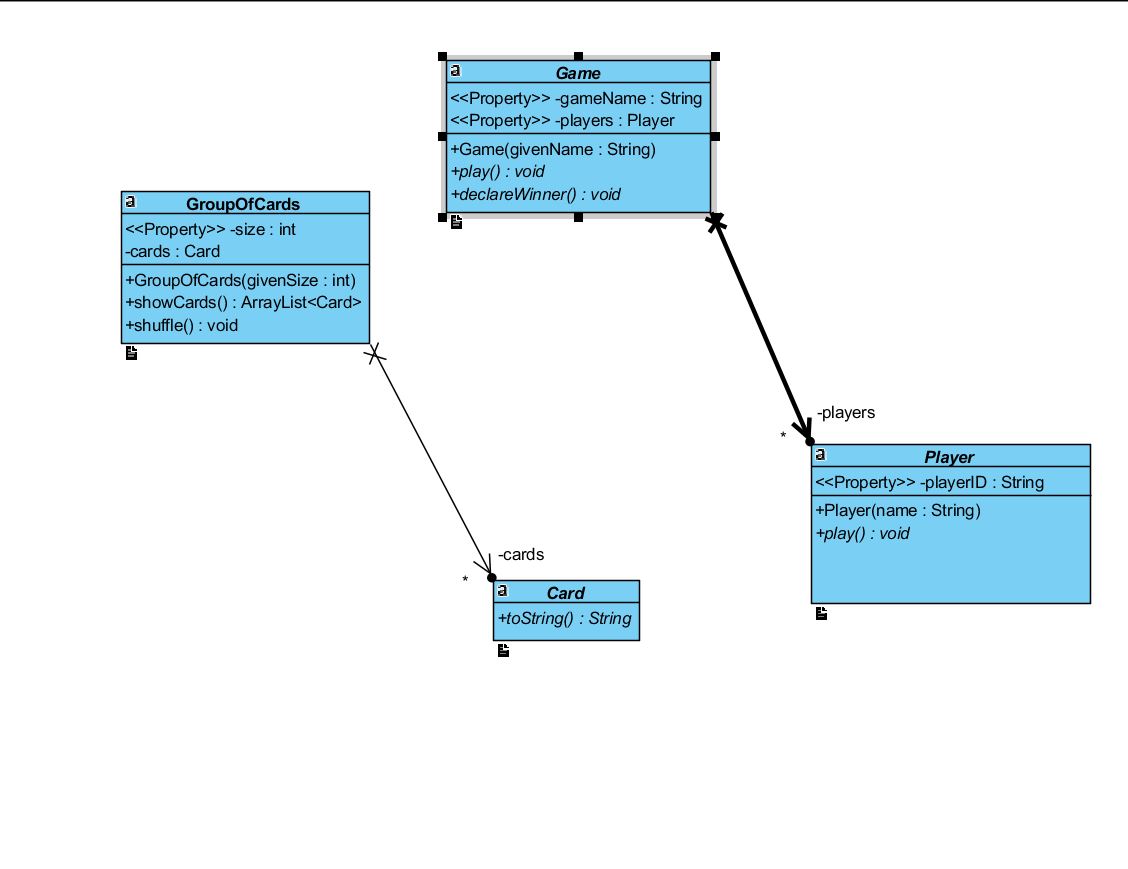 Game
<<Property>> -gameName : String
<<Property>> -players : Player
+Game(givenName : String)
+play() : void
+declareWinner() : void
GroupOfCards
<<Property>> -size : int
-cards : Card
+GroupOfCards(givenSize : int)
+showCards() : ArrayList<Card>
+shuffle() : void
-players
*
Player
<<Property>> -playerID : String
+Player(name : String)
+play() : void
-cards
*
Card
+toString() : String